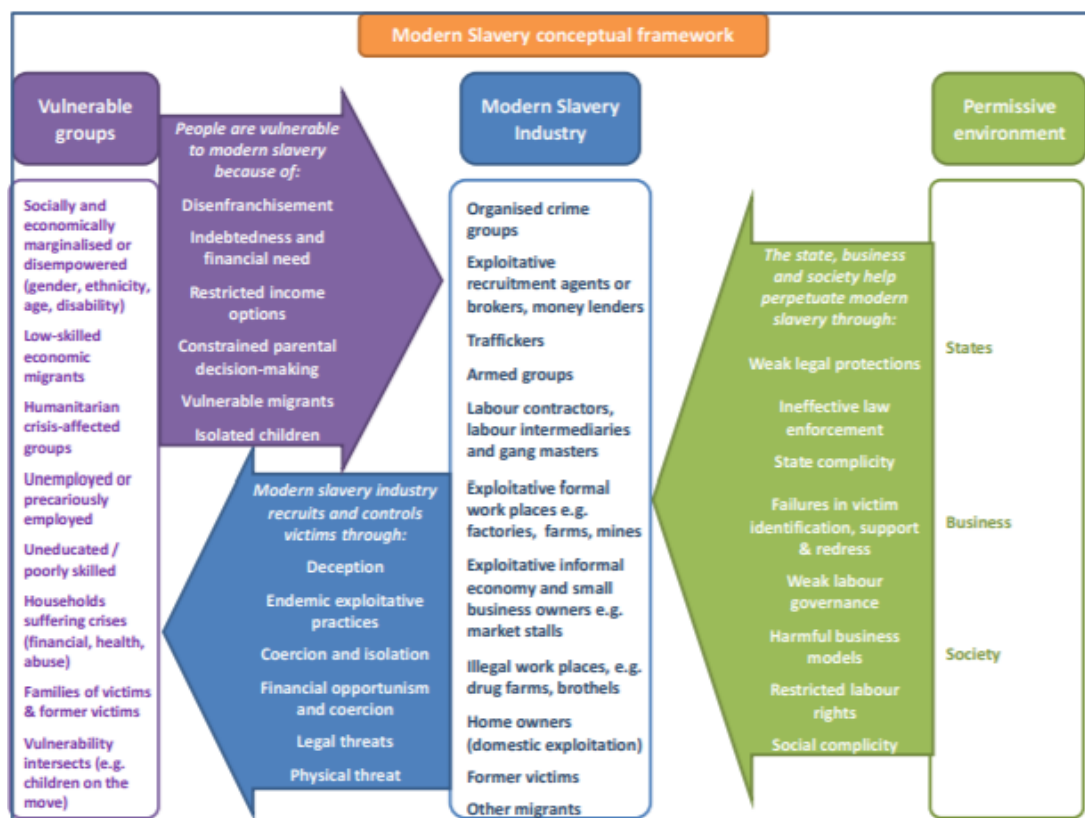 Modern Slavery conceptual framework
Vulnerable
groups
Socially and
economically
marginalised or
disempowered
(gender, ethnicity,
age, disability)
Low-skilled
economic
migrants
Humanitarian
crisis-affected
groups
Unemployed or
precariously
employed
Uneducated /
poorly skilled
Households
suffering crises
(financial, health,
abuse)
Families of victims
& former victims
Vulnerability
intersects (e.g.
children on the
move)
People are vulnerable
to modern slavery
because of:
Disenfranchisement
Indebtedness and
financial need
Restricted income
options
Constrained parental
decision-making
Vulnerable migrants
Isolated children
Modern slavery industry
recruits and controls
victims through:
Deception
Endemic exploitative
practices
Coercion and isolation
Financial opportunism
and coercion
Legal threats
Physical threat
Modern Slavery
Industry
Organised crime
groups
Exploitative
recruitment agents or
brokers, money lenders
Traffickers
Armed groups
Labour contractors,
labour intermediaries
and gang masters
Exploitative formal
work places e.g.
factories, farms, mines
Exploitative informal
economy and small
business owners e.g.
market stalls
Illegal work places, e.g.
drug farms, brothels
Home owners
(domestic exploitation)
Former victims
Other migrants
The state, business
and society help
perpetuate modern
slavery through:
Weak legal protections
Ineffective law
enforcement
State complicity
Failures in victim
identification, support
& redress
Weak labour
governance
Harmful business
models
Restricted labour
rights
Social complicity
Permissive
environment
States
Business
Society